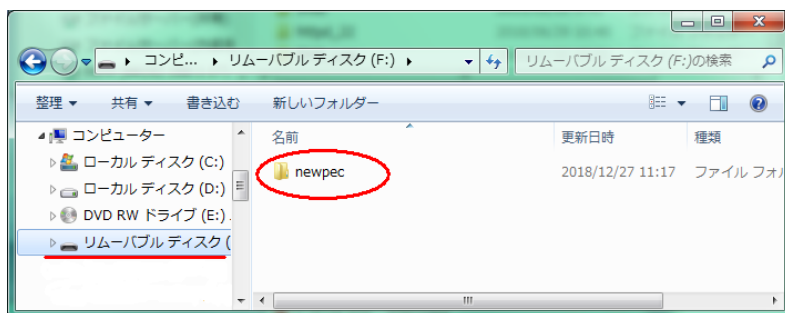 コンピ... リムーバブル ディスク (F:) リムーバブル ディスク (F:)の検索
整理 共有 書き込む 新しいフォルダー
コンピューター
ローカル ディスク (C:)
ローカル ディスク (D:)
DVD RW ドライブ (E:)
リムーバブル ディスク (
名前 更新日時 種類
newpec 2018/12/27 11:17 ファイル フォル